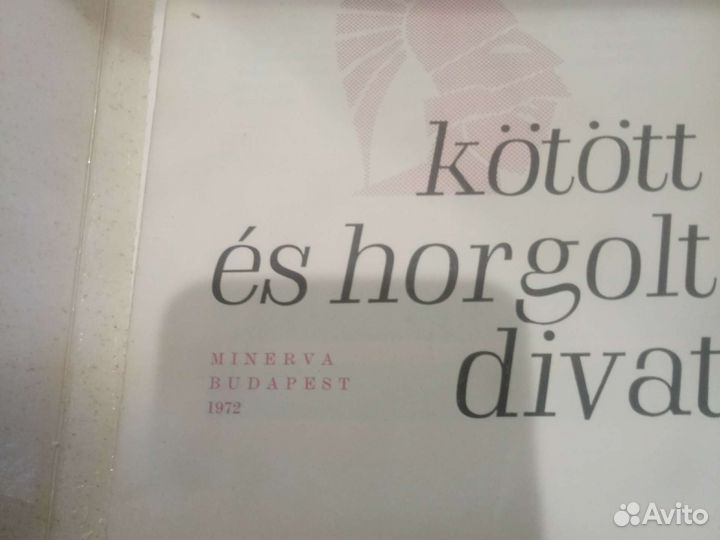 kötött
és horgolt
divat
MINERVA
BUDAPEST
1972
Avito